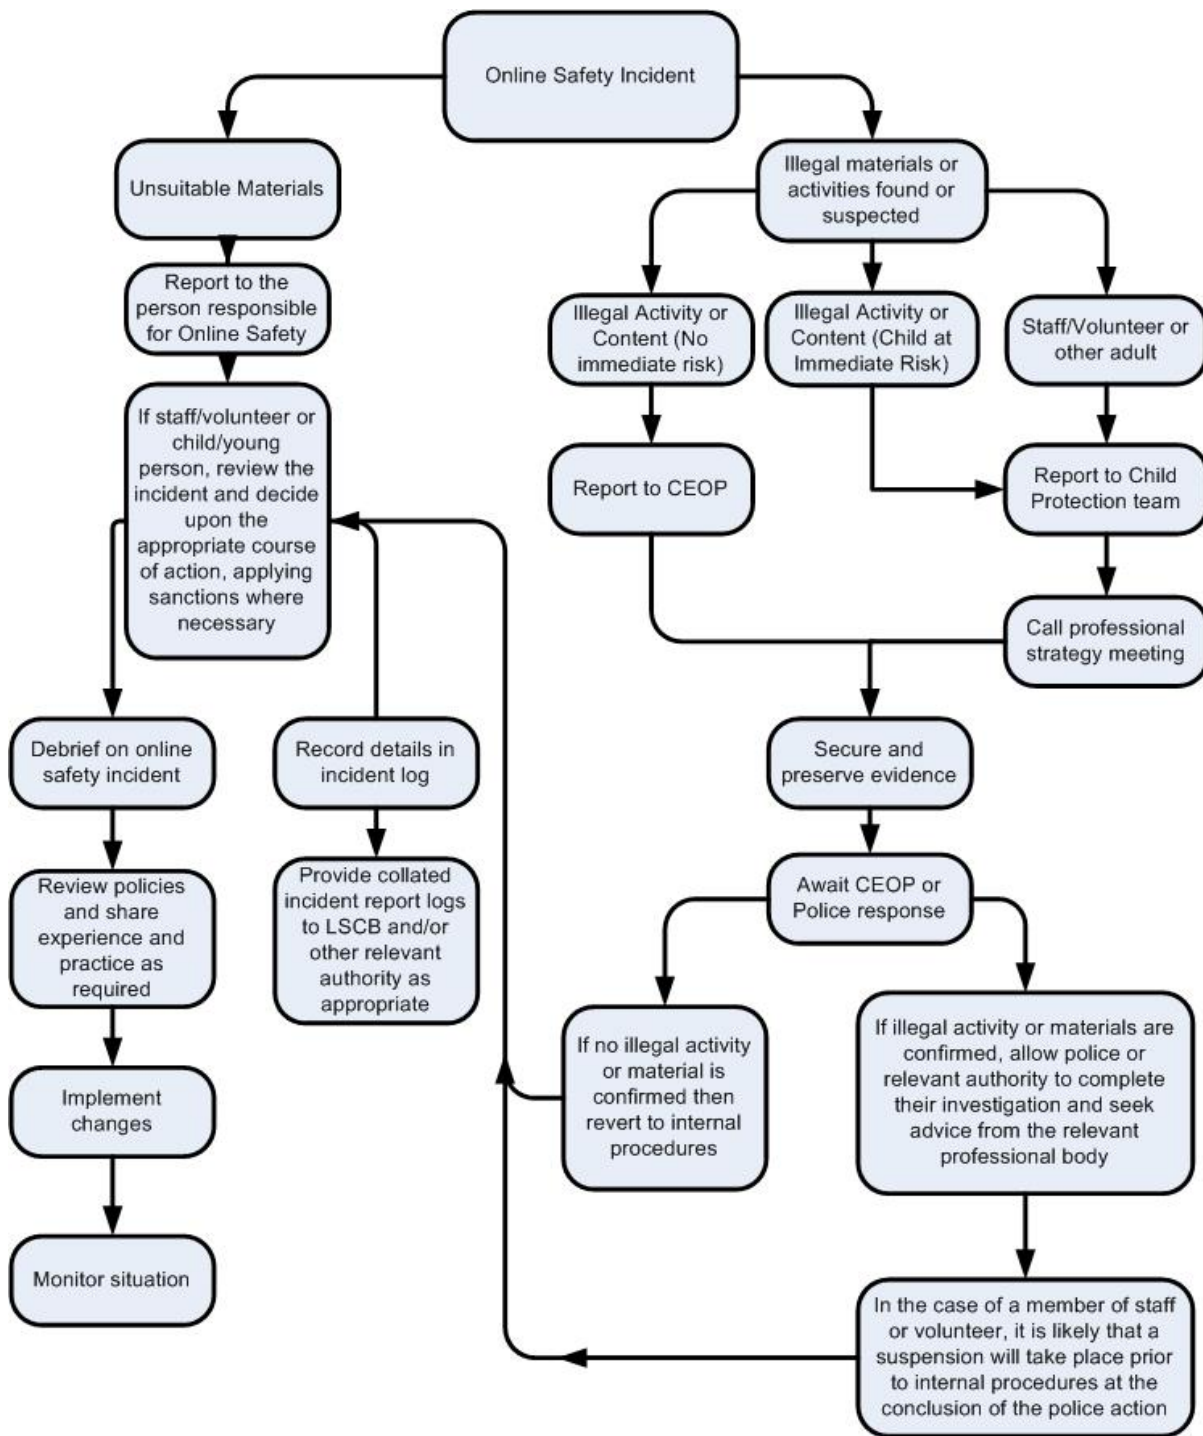 Online Safety Incident
Unsuitable Materials
Illegal materials or
activities found or
suspected
Report to the
person responsible
for Online Safety
Illegal Activity or
Content (No
immediate risk)
Illegal Activity or
Content (Child at
Immediate Risk)
Staff/Volunteer or
other adult
If staff/volunteer or
child/young
person, review the
incident and decide
upon the
appropriate course
of action, applying
sanctions where
necessary
Report to CEOP
Report to Child
Protection team
Call professional
strategy meeting
Debrief on online
safety incident
Record details in
incident log
Secure and
preserve evidence
Review policies
and share
experience and
practice as
required
Provide collated
incident report logs
to LSCB and/or
other relevant
authority as
appropriate
Await CEOP or
Police response
If no illegal activity
or material is
confirmed then
revert to internal
procedures
If illegal activity or materials are
confirmed, allow police or
relevant authority to complete
their investigation and seek
advice from the relevant
professional body
Implement
changes
Monitor situation
In the case of a member of staff
or volunteer, it is likely that a
suspension will take place prior
to internal procedures at the
conclusion of the police action